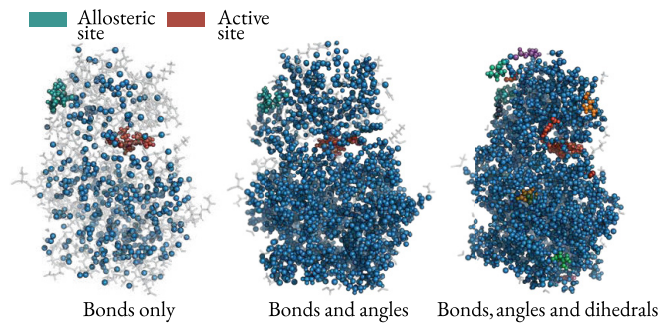 Allosteric
site
Active
site
Bonds only
Bonds and angles
Bonds, angles and dihedrals